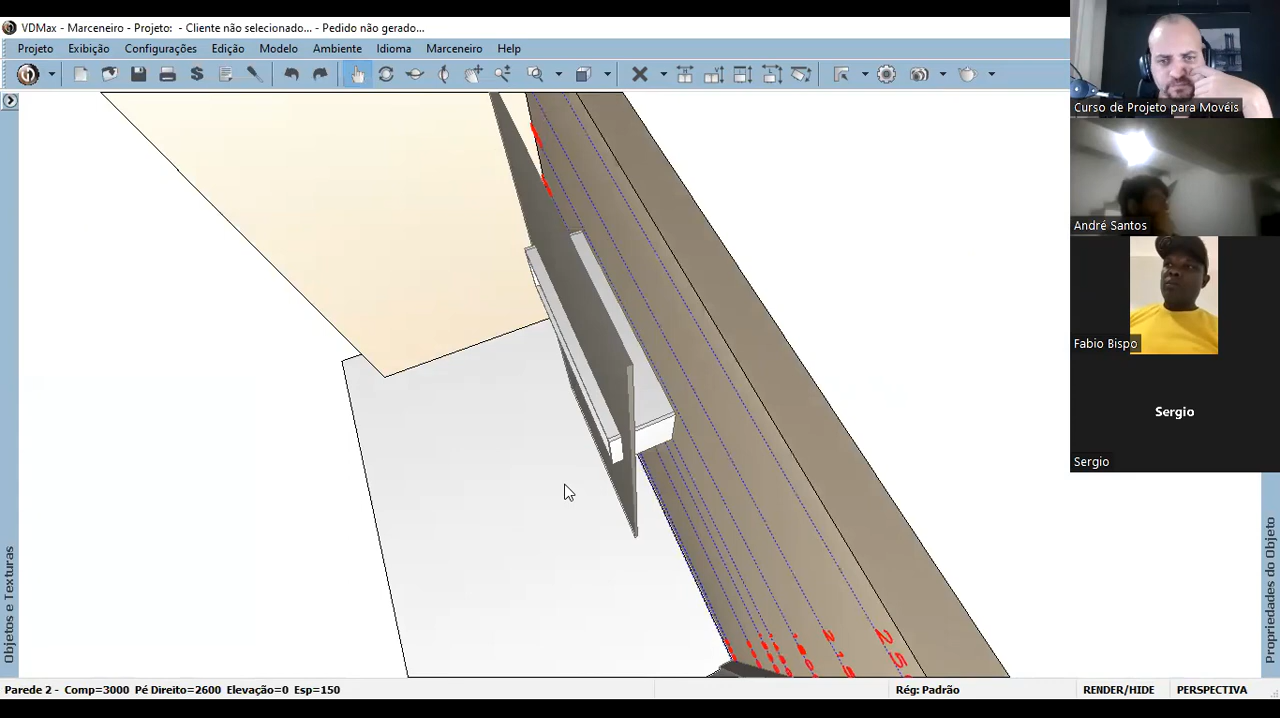 VDMax - Marceneiro - Projeto:  - Cliente não selecionado... - Pedido não gerado...
Projeto Exibição Configurações Edição Modelo Ambiente Idioma Marceneiro Help
Curso de Projeto para Movéis
André Santos
Fabio Bispo
Sergio
Sergio
Objetos e Texturas
Propriedades do Objeto
Parede 2 -  Comp=3000  Pé Direito=2600  Elevação=0  Esp=150
Rég: Padrão
RENDER/HIDE
PERSPECTIVA